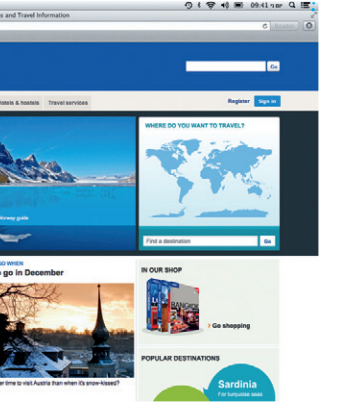 09:41
s and Travel Information
Go
Hotels & hostels Travel services
Register Sign in
WHERE DO YOU WANT TO TRAVEL?
Norway guide
Find a destination Go
GO WHEN
go in December
IN OUR SHOP
BANGKOK
Go shopping
er time to visit Austria than when it's snow-kissed?
POPULAR DESTINATIONS
Sardinia
For turquoise seas